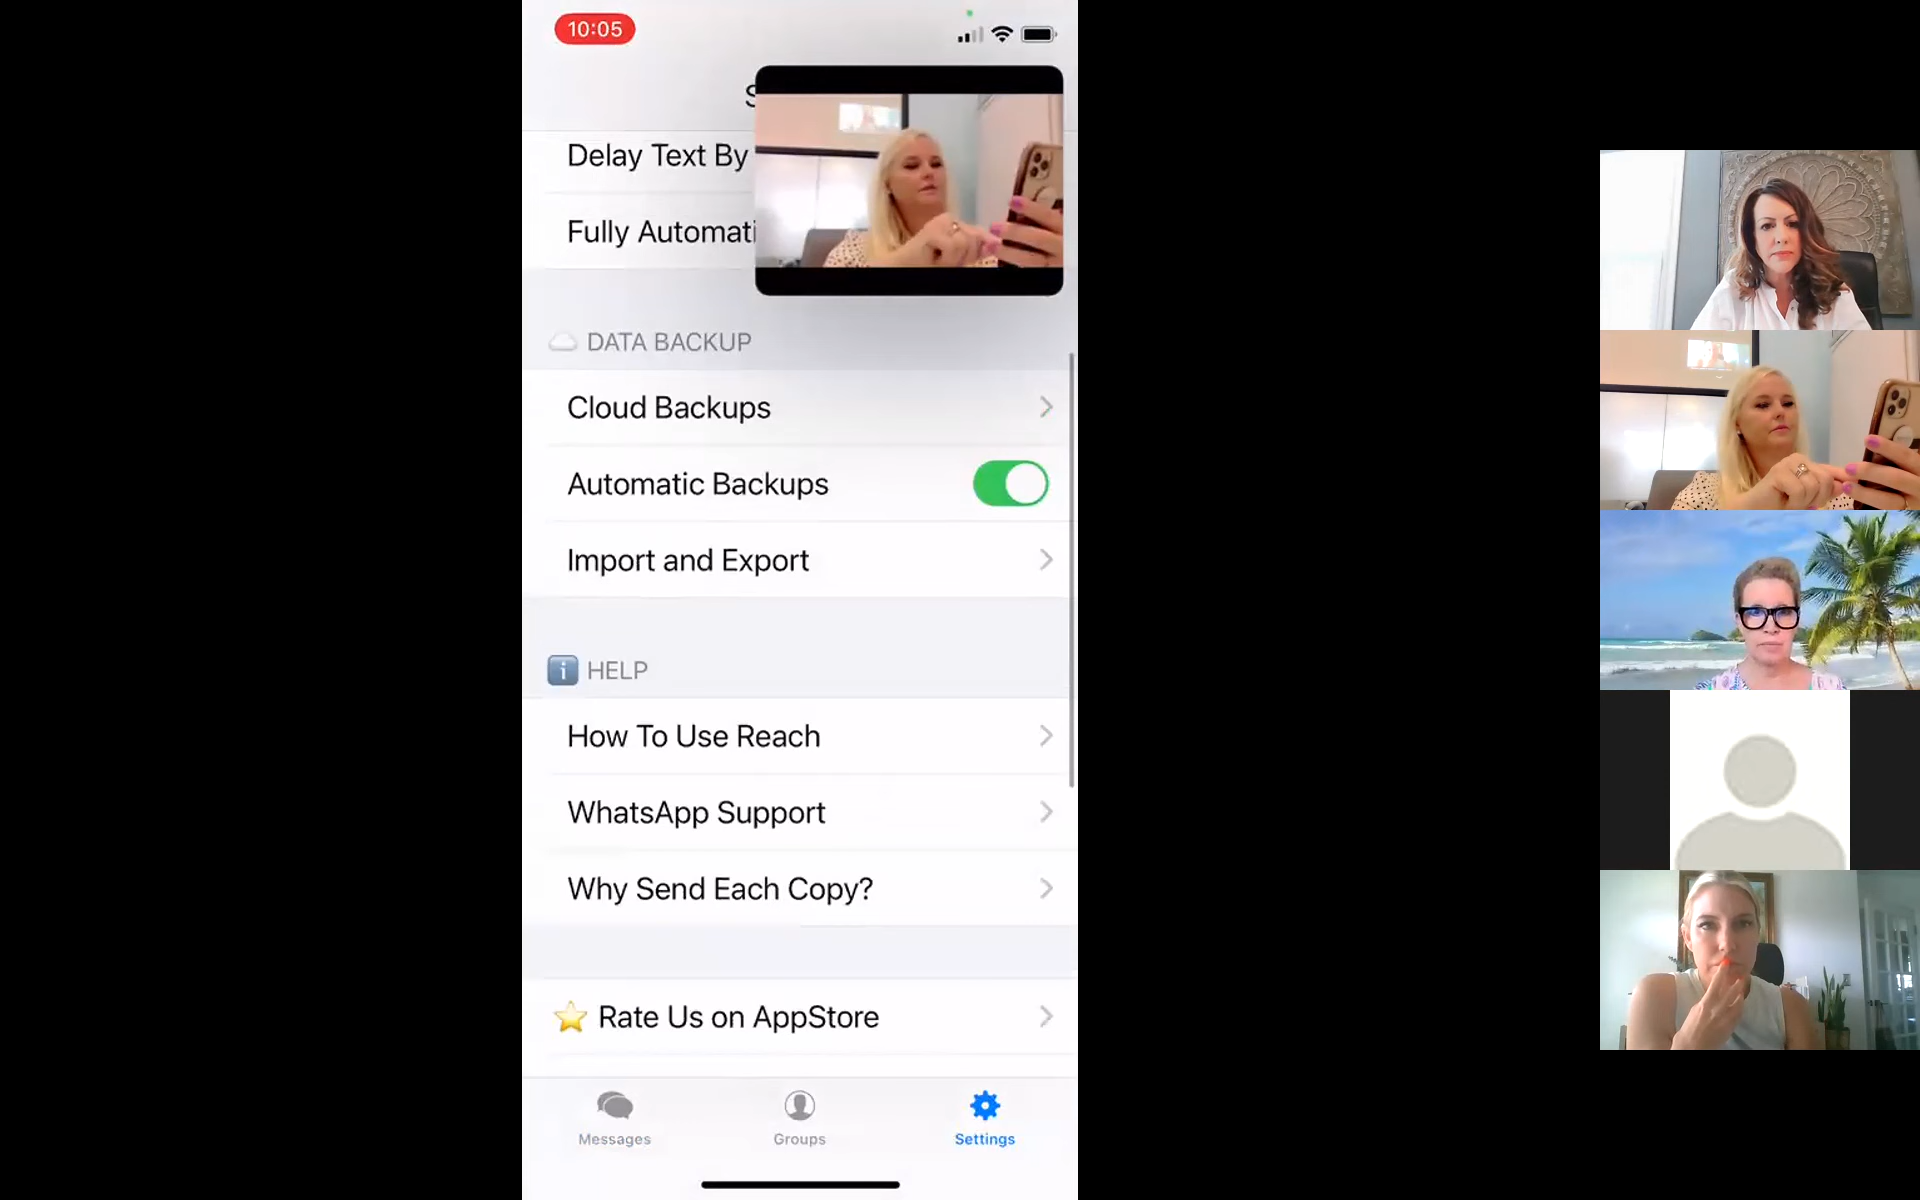 10:05
S
Delay Text By
Fully Automati
DATA BACKUP
Cloud Backups
Automatic Backups
Import and Export
HELP
How To Use Reach
WhatsApp Support
Why Send Each Copy?
Rate Us on AppStore
Messages
Groups
Settings